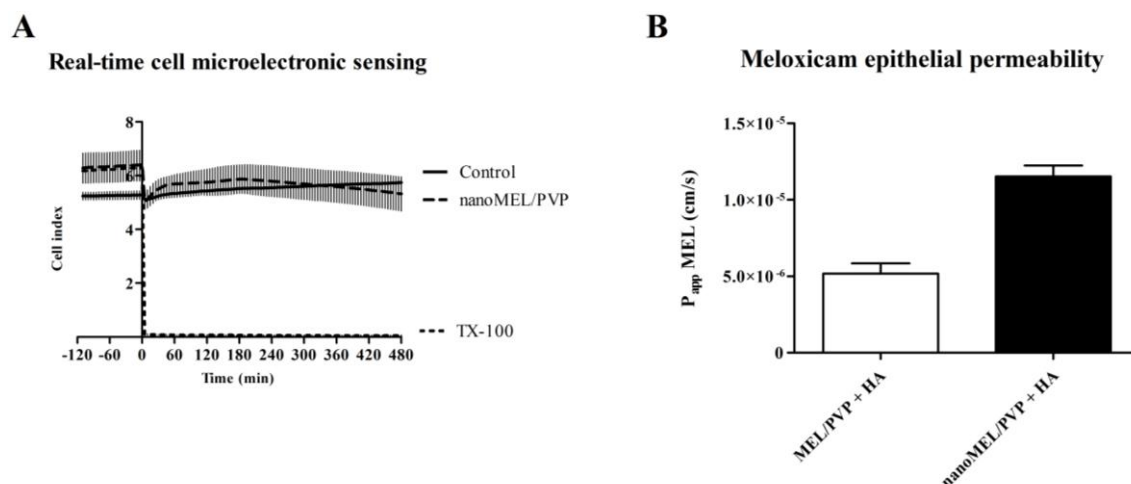 A
Real-time cell microelectronic sensing
8
6
4
2
Cell index
-120 -60 0 60 120 180 240 300 360 420 480
Time (min)
Control
nanoMEL/PVP
TX-100
B
Meloxicam epithelial permeability
1.5×10⁻⁵
1.0×10⁻⁵
5.0×10⁻⁶
0
Papp MEL (cm/s)
MEL/PVP + HA
nanoMEL/PVP + HA